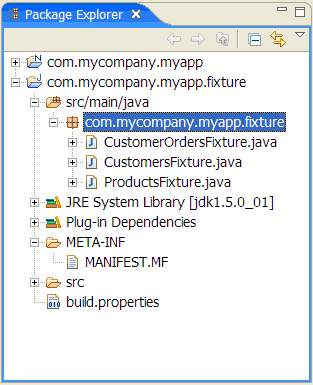 Package Explorer
com.mycompany.myapp
com.mycompany.myapp.fixture
src/main/java
com.mycompany.myapp.fixture
CustomerOrdersFixture.java
CustomersFixture.java
ProductsFixture.java
JRE System Library [jdk1.5.0_01]
Plug-in Dependencies
META-INF
MANIFEST.MF
src
build.properties